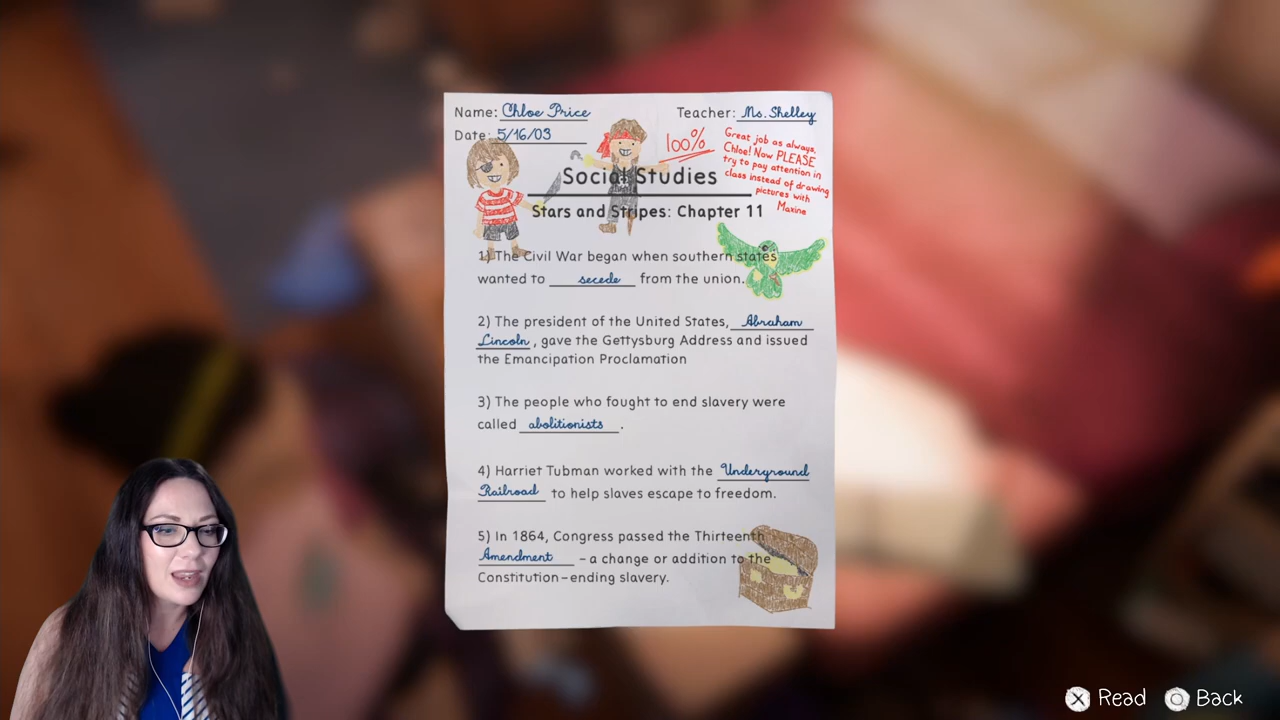 Name: Chloe Price
Teacher: Ms. Shelley
Date: 5/16/03
100%
Great job as always,
Chloe! Now PLEASE
try to pay attention in
class instead of drawing
pictures with
Maxine
Social Studies
Stars and Stripes: Chapter 11
1) The Civil War began when southern states
wanted to secede from the union.
2) The president of the United States, Abraham
Lincoln, gave the Gettysburg Address and issued
the Emancipation Proclamation
3) The people who fought to end slavery were
called abolitionists.
4) Harriet Tubman worked with the Underground
Railroad to help slaves escape to freedom.
5) In 1864, Congress passed the Thirteenth
Amendment – a change or addition to the
Constitution – ending slavery.
X Read O Back